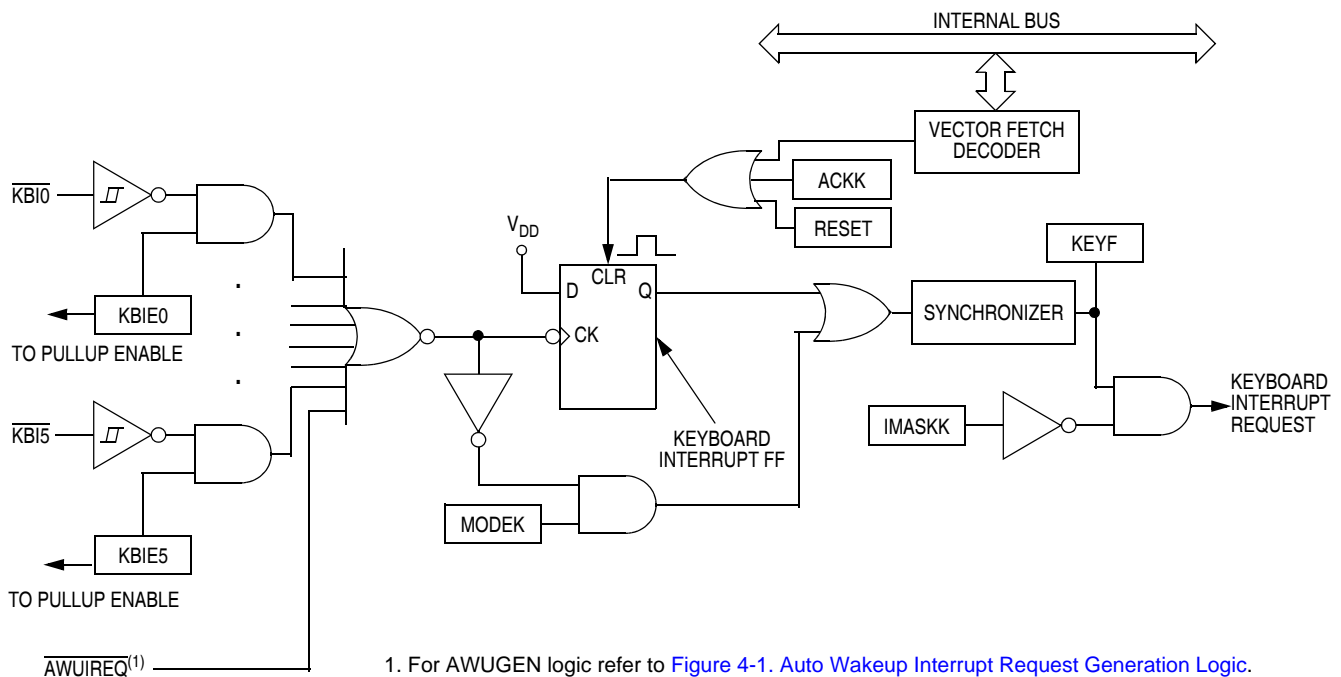 INTERNAL BUS
VECTOR FETCH
DECODER
ACKK
RESET
KBI0
V_DD
CLR
D
Q
CK
KEYF
KBIE0
TO PULLUP ENABLE
SYNCHRONIZER
KBI5
KEYBOARD
INTERRUPT FF
IMASKK
KEYBOARD
INTERRUPT
REQUEST
MODEK
KBIE5
TO PULLUP ENABLE
AWUIREQ(1)
1. For AWUGEN logic refer to Figure 4-1. Auto Wakeup Interrupt Request Generation Logic.